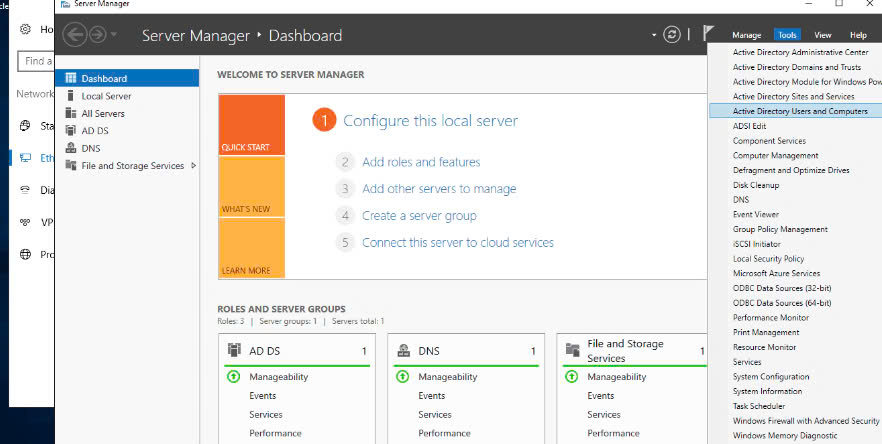 Server Manager
Server Manager • Dashboard
Manage Tools View Help
Find a
Network
Dashboard
Local Server
All Servers
AD DS
DNS
File and Storage Services
WELCOME TO SERVER MANAGER
QUICK START
WHAT'S NEW
LEARN MORE
1 Configure this local server
2 Add roles and features
3 Add other servers to manage
4 Create a server group
5 Connect this server to cloud services
ROLES AND SERVER GROUPS
Roles: 3 | Server groups: 1 | Servers total: 1
AD DS 1
Manageability
Events
Services
Performance
DNS 1
Manageability
Events
Services
Performance
File and Storage
Services 1
Manageability
Events
Services
Performance
Active Directory Administrative Center
Active Directory Domains and Trusts
Active Directory Module for Windows Pow
Active Directory Sites and Services
Active Directory Users and Computers
ADSI Edit
Component Services
Computer Management
Defragment and Optimize Drives
Disk Cleanup
DNS
Event Viewer
Group Policy Management
iSCSI Initiator
Local Security Policy
Microsoft Azure Services
ODBC Data Sources (32-bit)
ODBC Data Sources (64-bit)
Performance Monitor
Print Management
Resource Monitor
Services
System Configuration
System Information
Task Scheduler
Windows Firewall with Advanced Security
Windows Memory Diagnostic